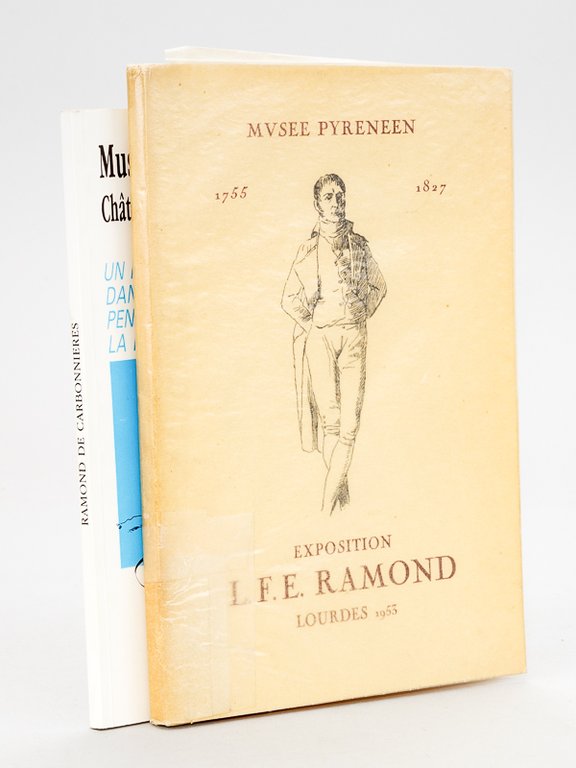 MVSEE PYRENEEN
1755 1827
EXPOSITION
L. F. E. RAMOND
LOURDES 1953
RAMOND DE CARBONNIERES
Mus
Chât
UN
DAN
PEN
LA